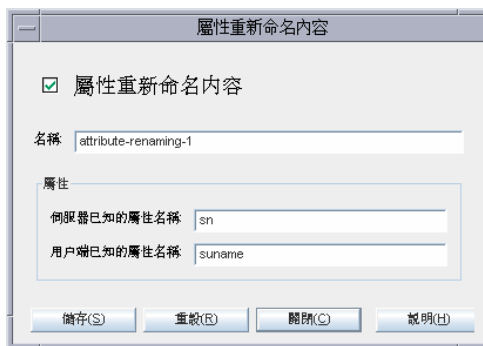 屬性重新命名內容
屬性重新命名內容
名稱: attribute-renaming-1
屬性
伺服器已知的屬性名稱: sn
用戶端已知的屬性名稱: suname
儲存(S) 重設(R) 關閉(C) 說明(H)